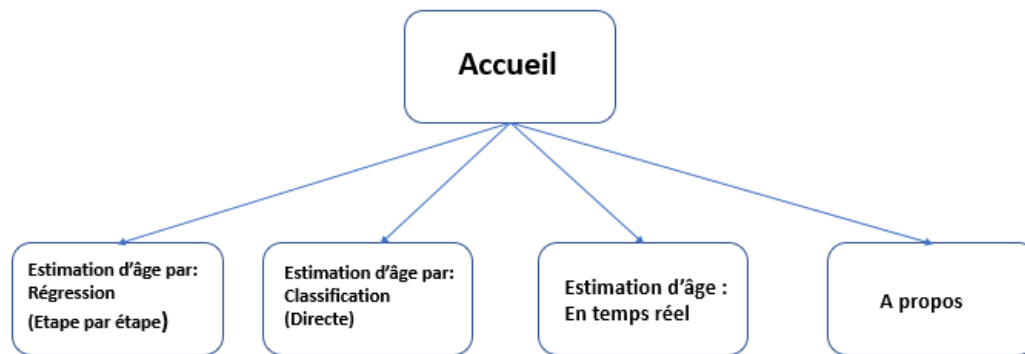 Accueil
Estimation d'âge par:
Régression
(Etape par étape)
Estimation d'âge par:
Classification
(Directe)
Estimation d'âge :
En temps réel
A propos